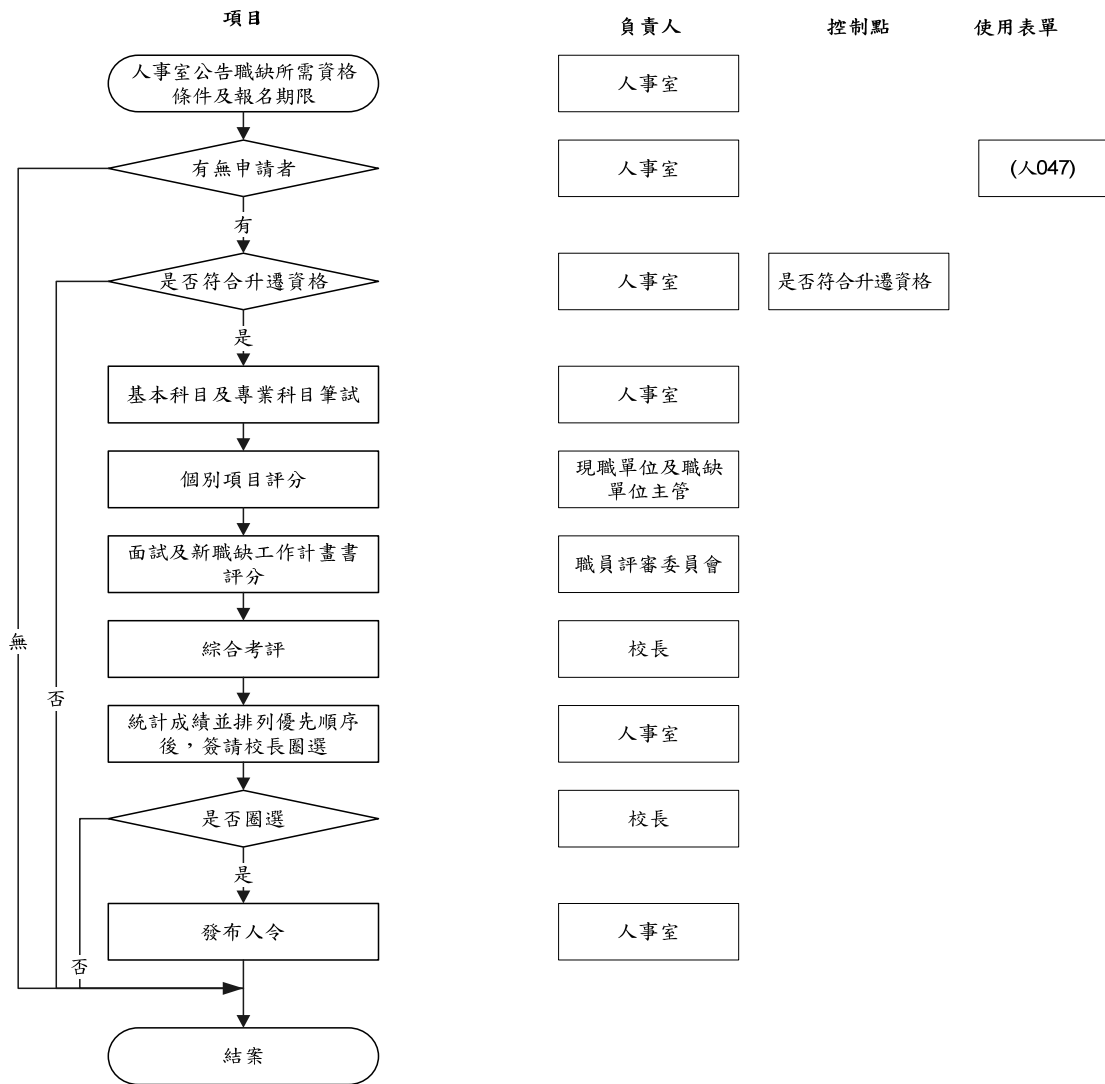 項目
負責人
控制點
使用表單
人事室公告職缺所需資格
條件及報名期限
人事室
有無申請者
人事室
(人047)
有
是否符合升遷資格
人事室
是否符合升遷資格
是
基本科目及專業科目筆試
人事室
個別項目評分
現職單位及職缺
單位主管
面試及新職缺工作計畫書
評分
職員評審委員會
無
綜合考評
校長
否
統計成績並排列優先順序
後，簽請校長圈選
人事室
是否圈選
校長
是
發布人令
人事室
否
結案